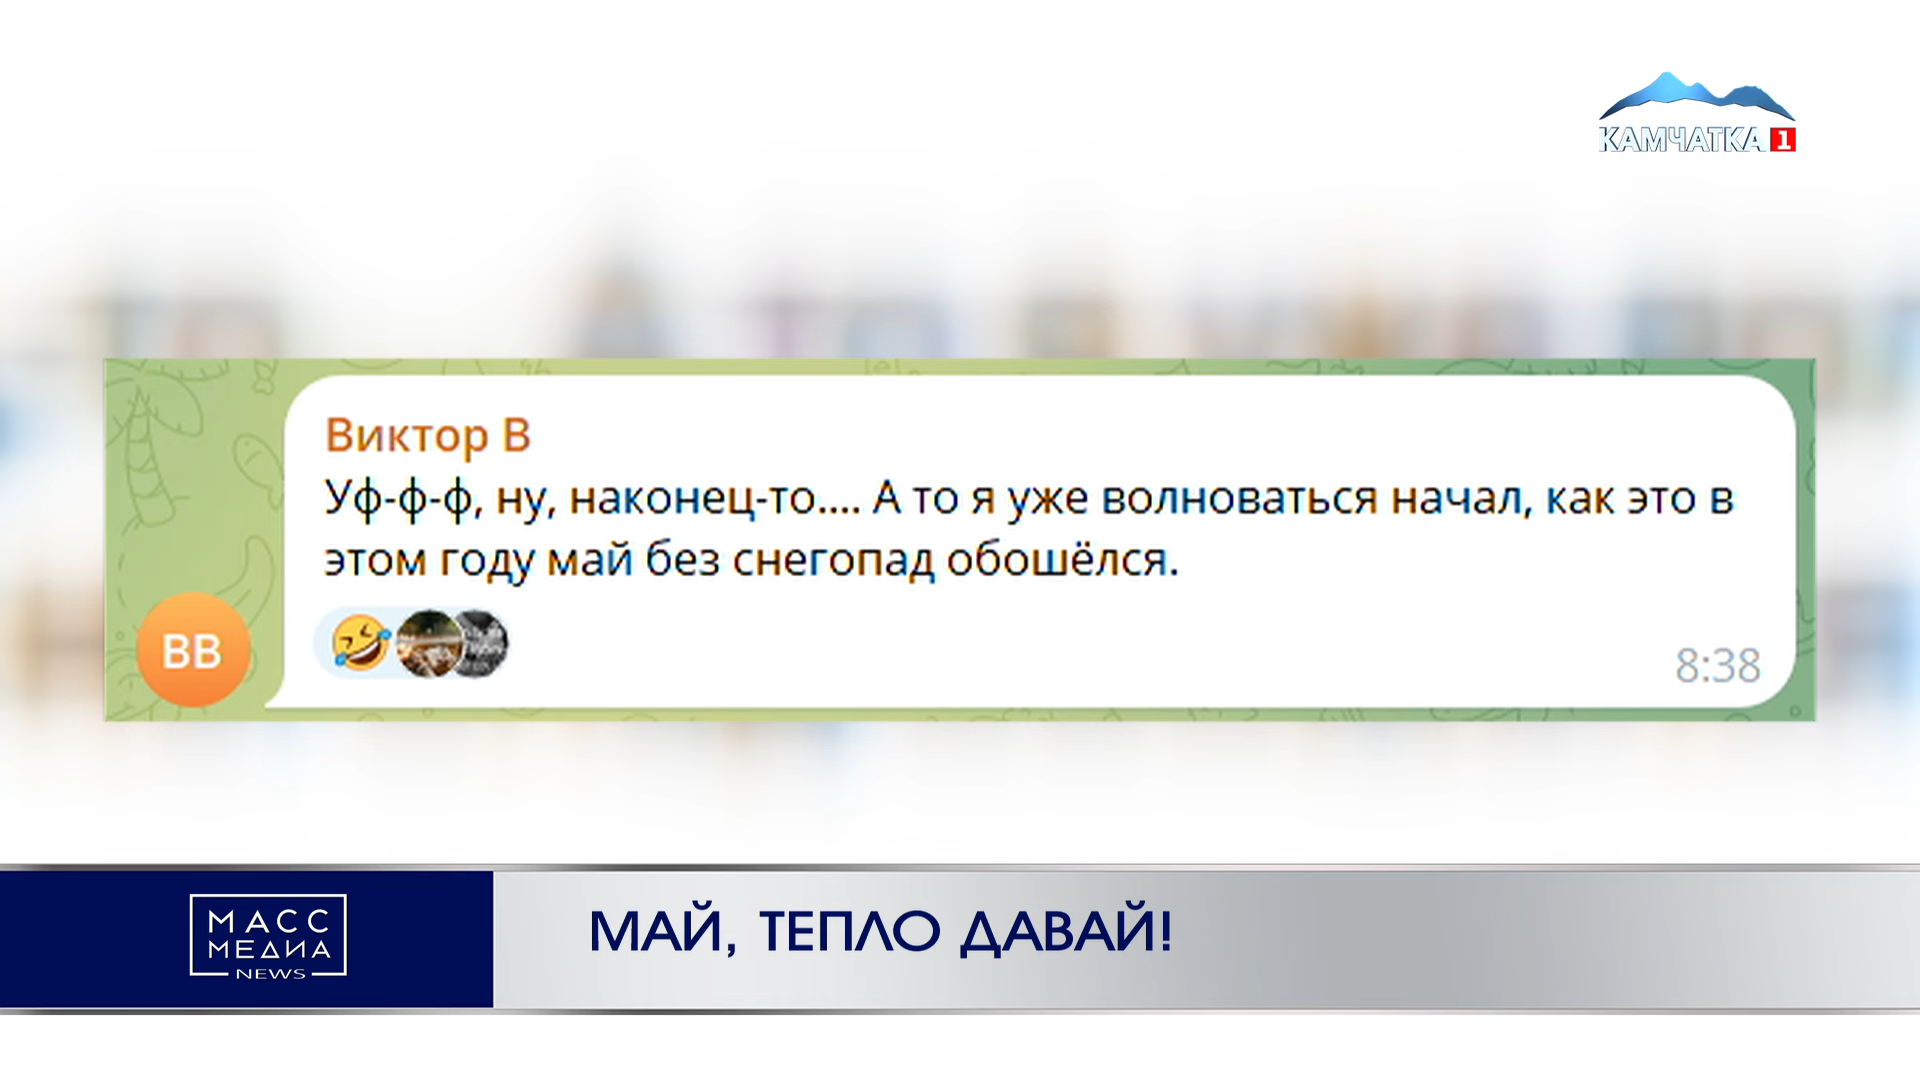 КАМЧАТКА 1
Виктор В
Уф-ф-ф, ну, наконец-то.... А то я уже волноваться начал, как это в
этом году май без снегопад обошёлся.
ВВ
8:38
МАСС
МЕДИА
NEWS
МАЙ, ТЕПЛО ДАВАЙ!